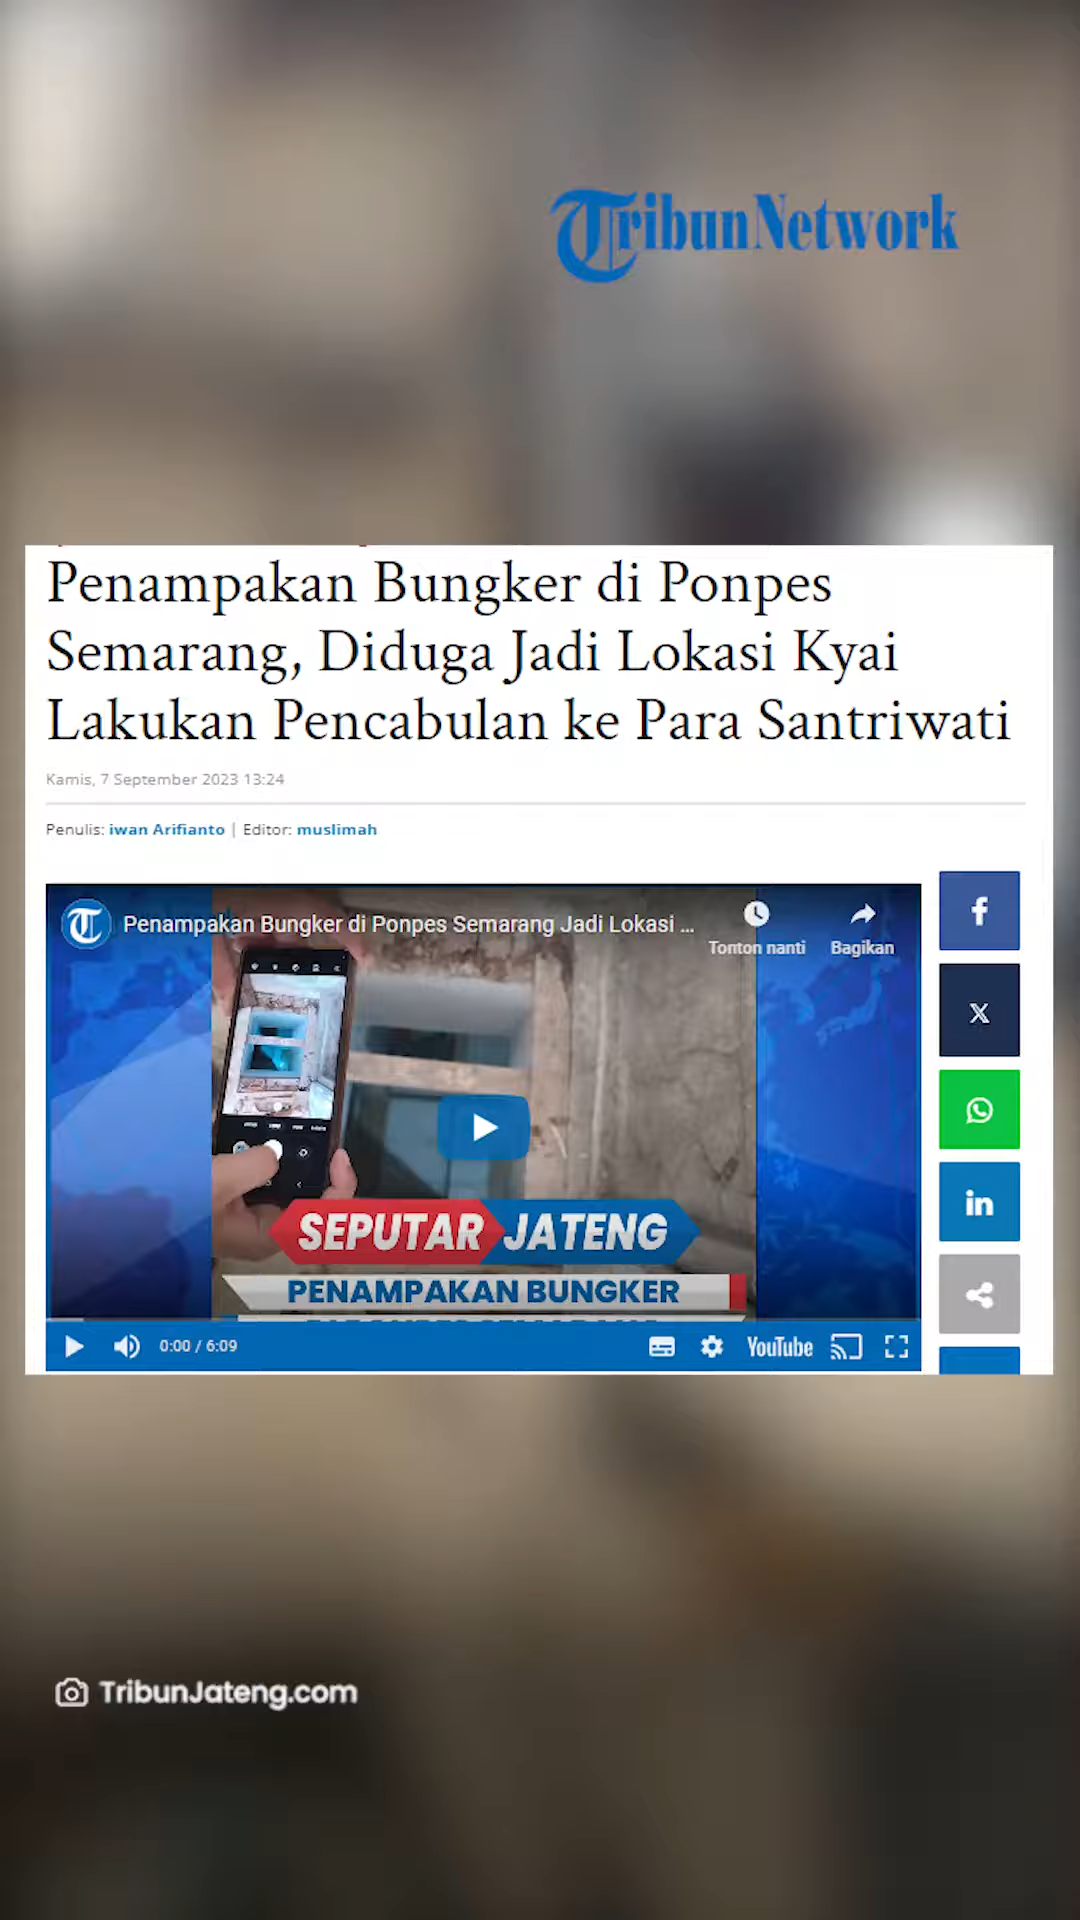 Tribun Network
Penampakan Bungker di Ponpes
Semarang, Diduga Jadi Lokasi Kyai
Lakukan Pencabulan ke Para Santriwati
Kamis, 7 September 2023 13:24
Penulis: iwan Arifianto | Editor: muslimah
Penampakan Bungker di Ponpes Semarang Jadi Lokasi ...
Tonton nanti
Bagikan
SEPUTAR JATENG
PENAMPAKAN BUNGKER
0:00 / 6:09
YouTube
TribunJateng.com